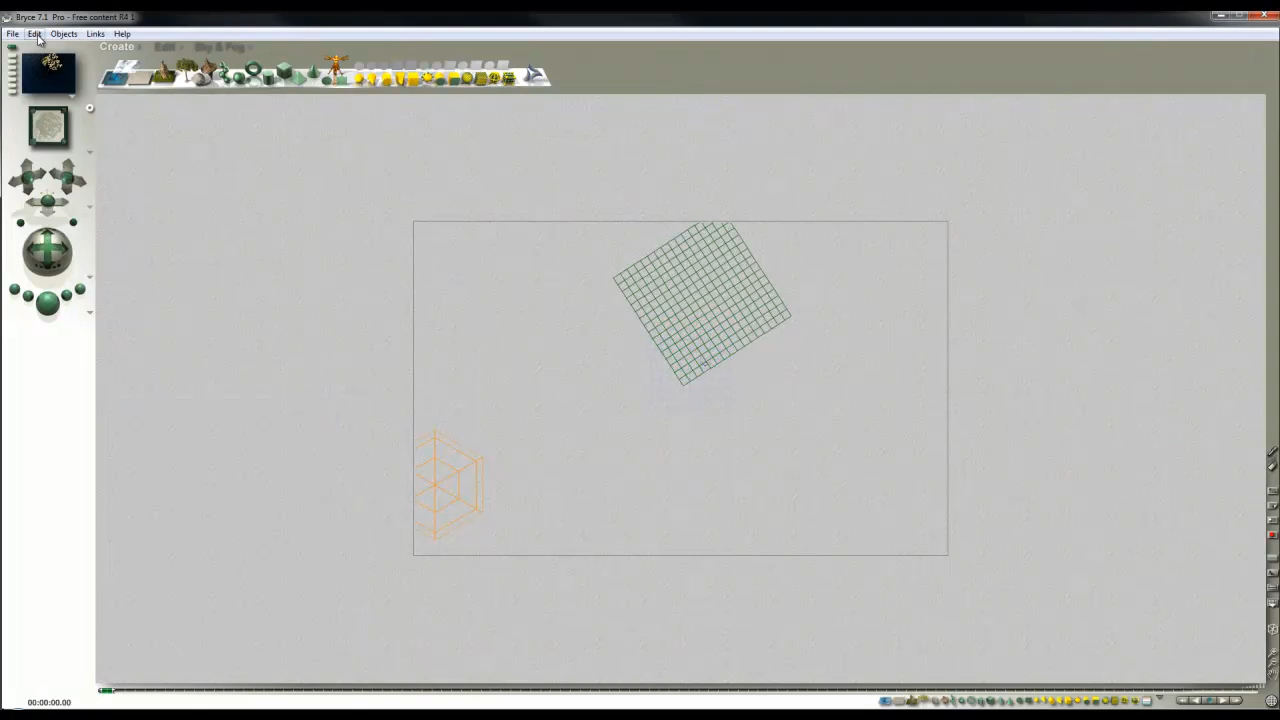 Bryce 7.1 Pro - Free content R4 1
File Edit Objects Links Help
Create Edit Sky & Fog
00:00:00.00